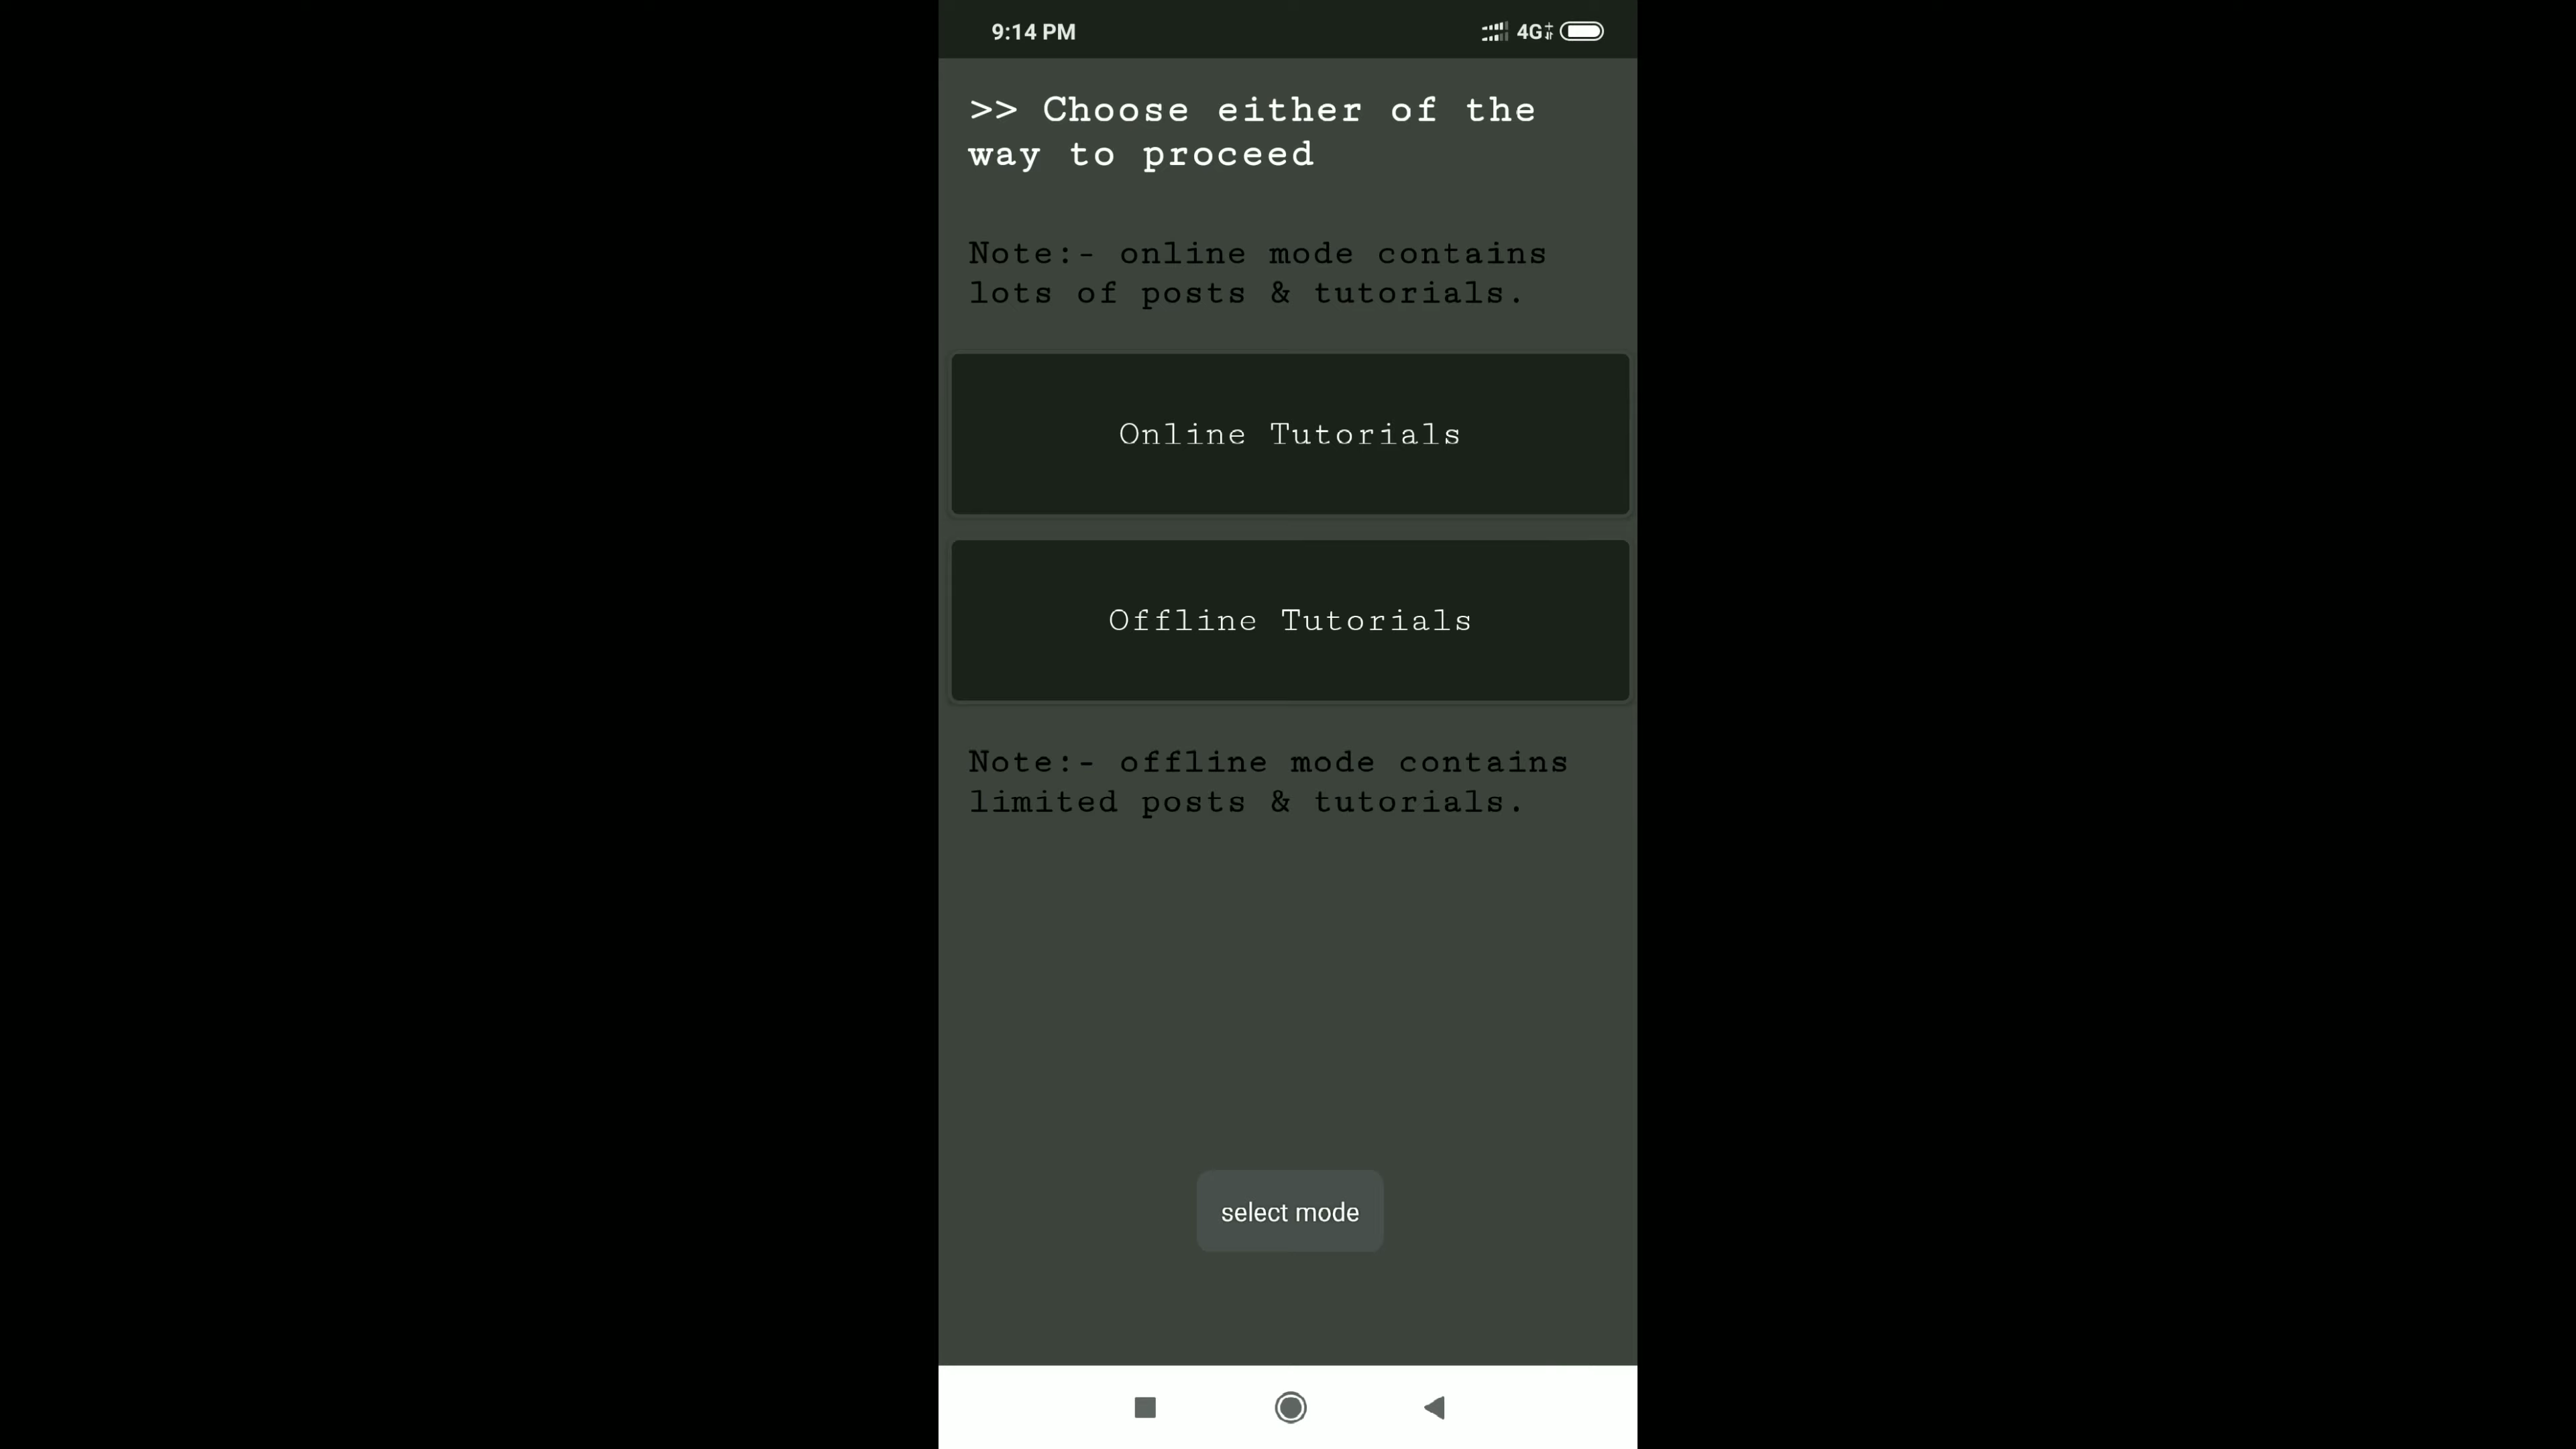 9:14 PM 4G+
>> Choose either of the
way to proceed
Note:- online mode contains
lots of posts & tutorials.
Online Tutorials
Offline Tutorials
Note:- offline mode contains
limited posts & tutorials.
select mode